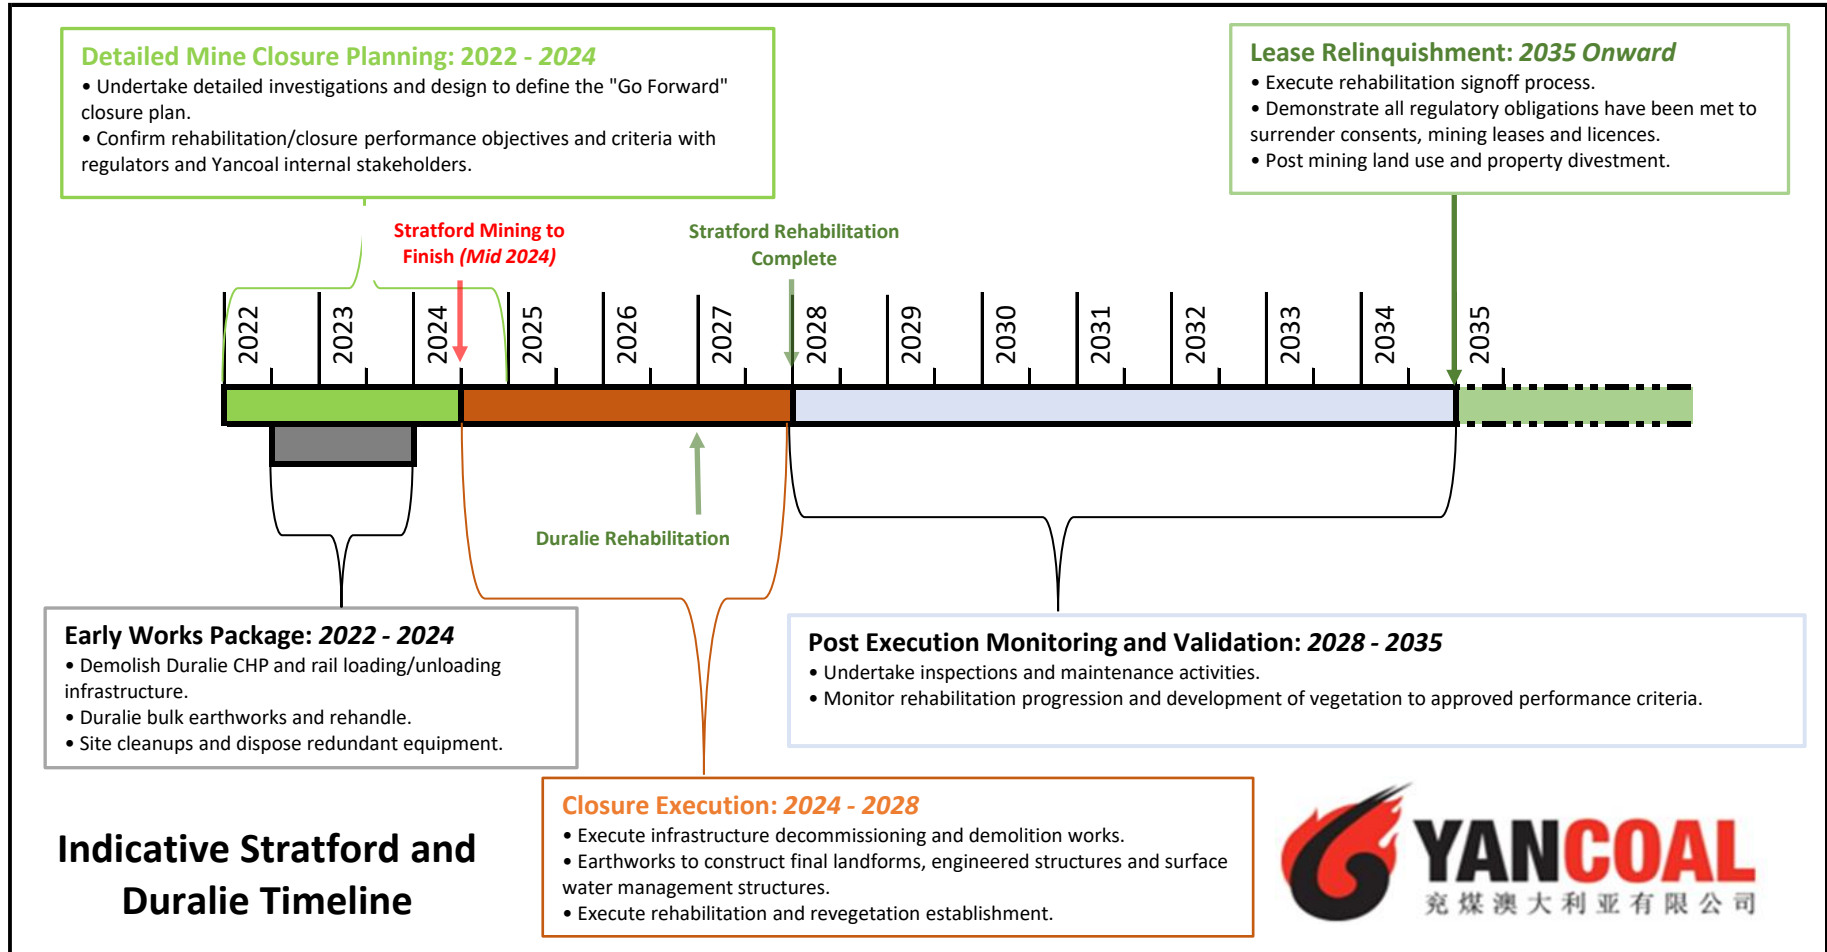 Detailed Mine Closure Planning: 2022 - 2024
• Undertake detailed investigations and design to define the "Go Forward"
closure plan.
• Confirm rehabilitation/closure performance objectives and criteria with
regulators and Yancoal internal stakeholders.
Lease Relinquishment: 2035 Onward
• Execute rehabilitation signoff process.
• Demonstrate all regulatory obligations have been met to
surrender consents, mining leases and licences.
• Post mining land use and property divestment.
Stratford Mining to
Finish (Mid 2024)
Stratford Rehabilitation
Complete
2022
2023
2024
2025
2026
2027
2028
2029
2030
2031
2032
2033
2034
2035
Duralie Rehabilitation
Early Works Package: 2022 - 2024
• Demolish Duralie CHP and rail loading/unloading
infrastructure.
• Duralie bulk earthworks and rehandle.
• Site cleanups and dispose redundant equipment.
Post Execution Monitoring and Validation: 2028 - 2035
• Undertake inspections and maintenance activities.
• Monitor rehabilitation progression and development of vegetation to approved performance criteria.
Closure Execution: 2024 - 2028
• Execute infrastructure decommissioning and demolition works.
• Earthworks to construct final landforms, engineered structures and surface
water management structures.
• Execute rehabilitation and revegetation establishment.
Indicative Stratford and
Duralie Timeline
YANCOAL
兖煤澳大利亚有限公司